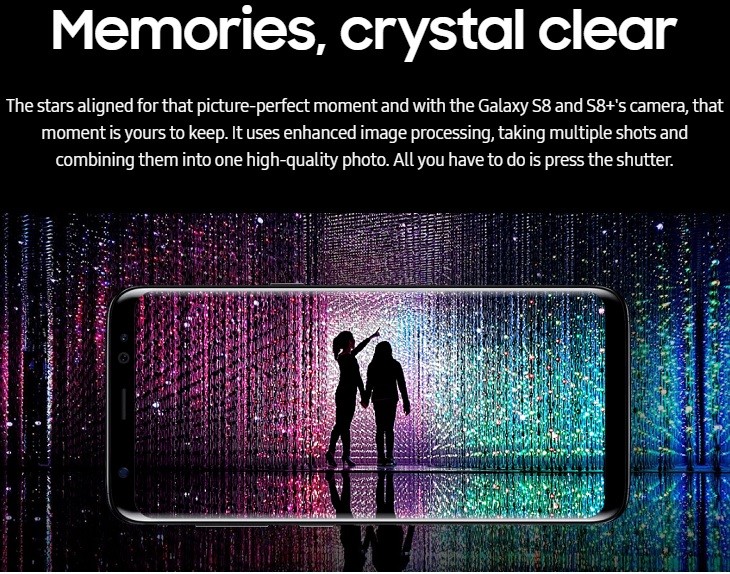 Memories, crystal clear
The stars aligned for that picture-perfect moment and with the Galaxy S8 and S8+'s camera, that
moment is yours to keep. It uses enhanced image processing, taking multiple shots and
combining them into one high-quality photo. All you have to do is press the shutter.